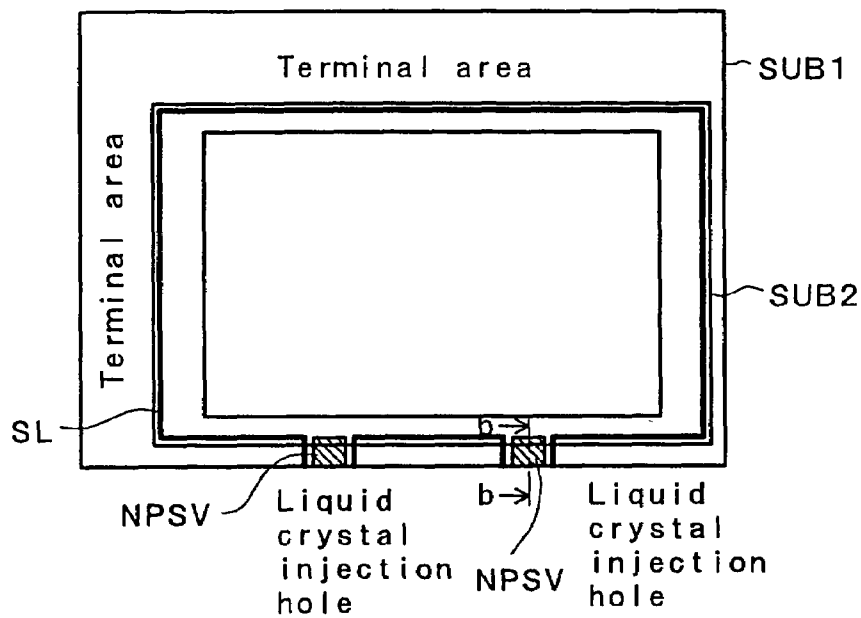 Terminal area
SUB1
Terminal area
SUB2
SL
b
b
NPSV
Liquid
crystal
injection
hole
NPSV
Liquid
crystal
injection
hole